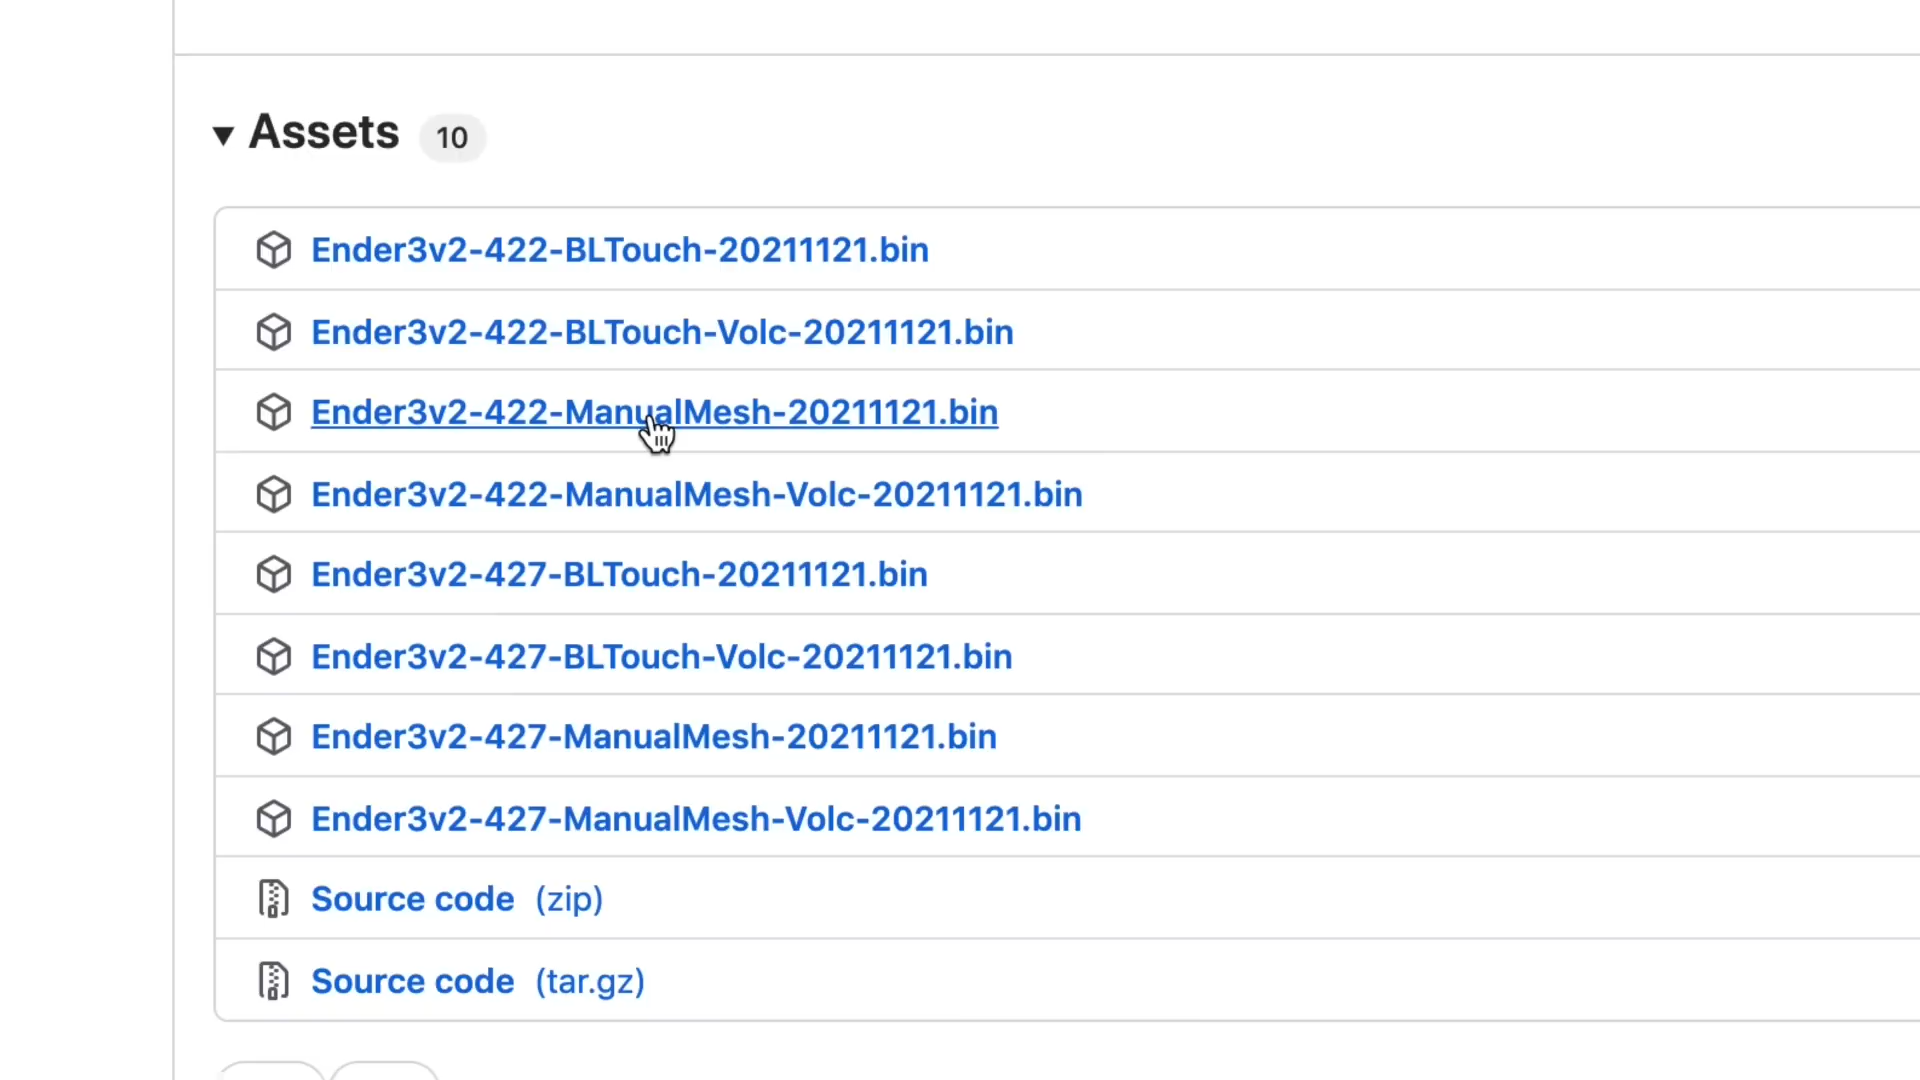 Assets 10
Ender3v2-422-BLTouch-20211121.bin
Ender3v2-422-BLTouch-Volc-20211121.bin
Ender3v2-422-ManualMesh-20211121.bin
Ender3v2-422-ManualMesh-Volc-20211121.bin
Ender3v2-427-BLTouch-20211121.bin
Ender3v2-427-BLTouch-Volc-20211121.bin
Ender3v2-427-ManualMesh-20211121.bin
Ender3v2-427-ManualMesh-Volc-20211121.bin
Source code (zip)
Source code (tar.gz)